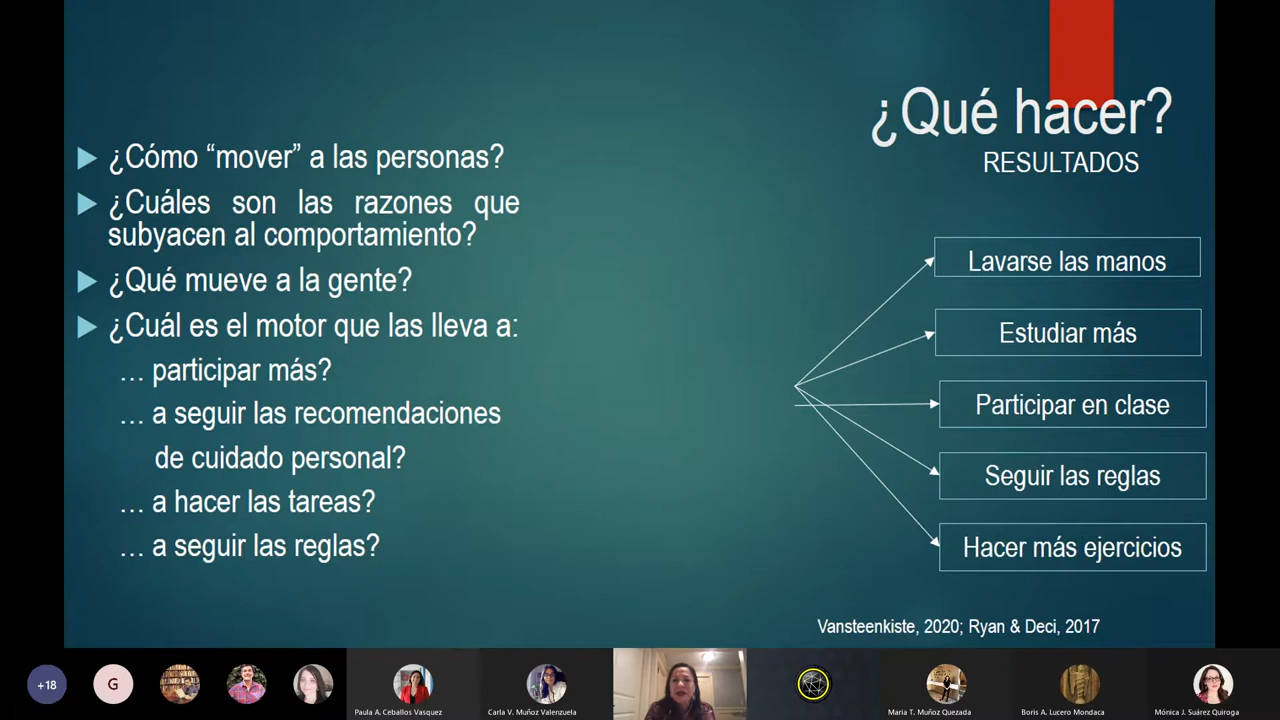 ¿Qué hacer?
RESULTADOS
¿Cómo “mover” a las personas?
¿Cuáles son las razones que
subyacen al comportamiento?
¿Qué mueve a la gente?
¿Cuál es el motor que las lleva a:
… participar más?
… a seguir las recomendaciones
de cuidado personal?
… a hacer las tareas?
… a seguir las reglas?
Lavarse las manos
Estudiar más
Participar en clase
Seguir las reglas
Hacer más ejercicios
Vansteenkiste, 2020; Ryan & Deci, 2017
+18
G
Paula A. Ceballos Vasquez
Carla V. Muñoz Valenzuela
Maria T. Muñoz Quezada
Boris A. Lucero Mondaca
Mónica J. Suárez Quiroga